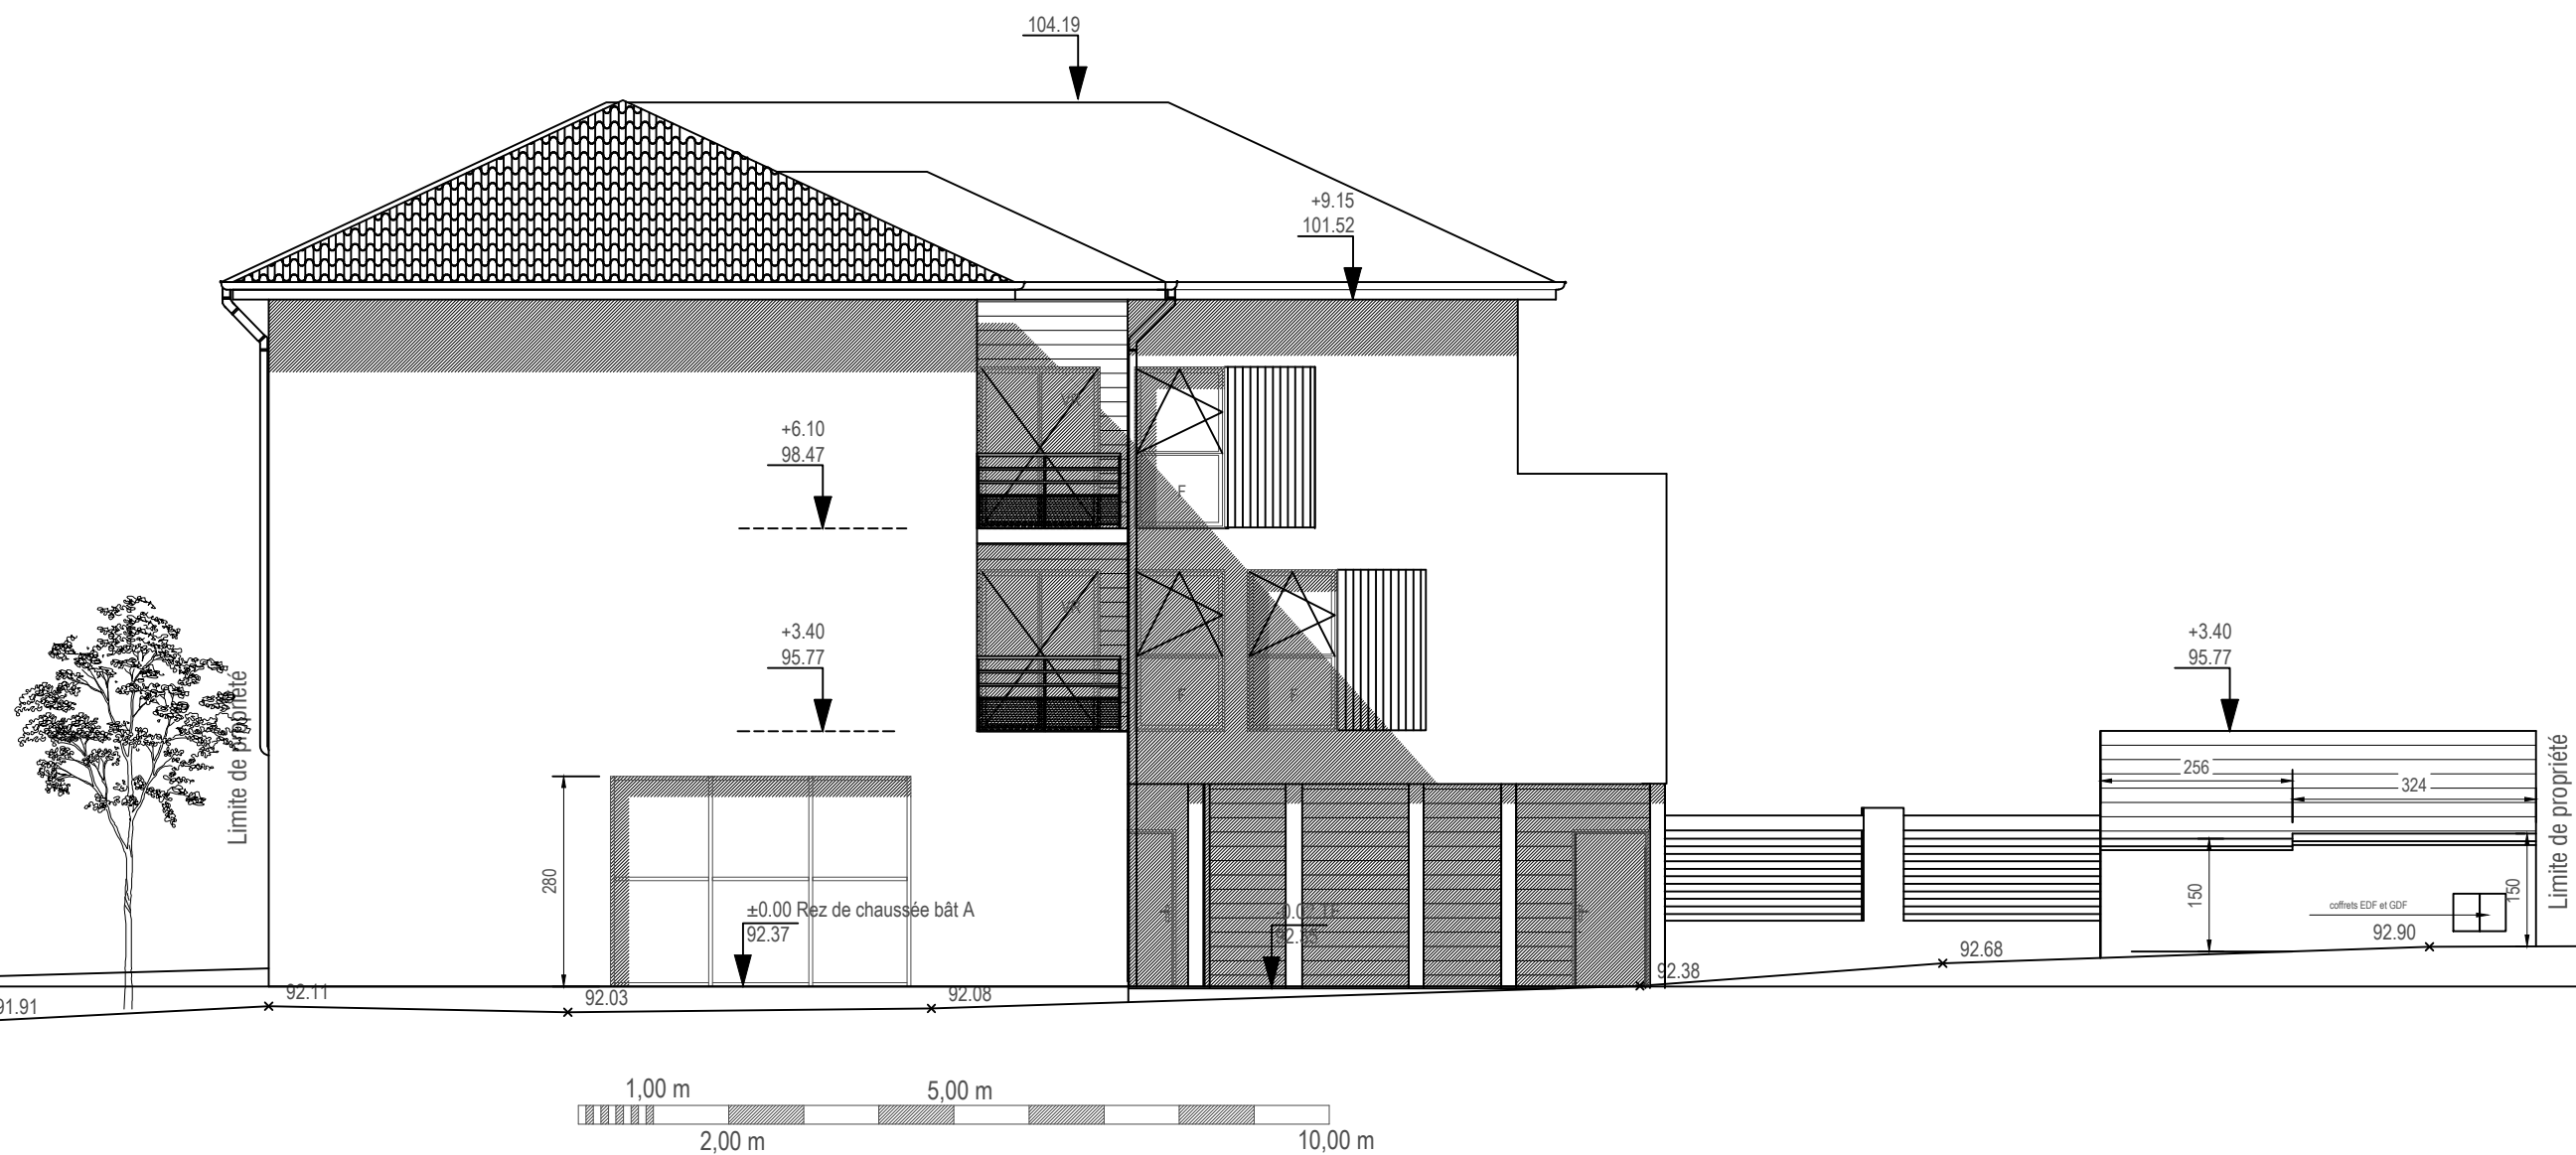 104.19
+9.15
101.52
+6.10
98.47
VR
F
+3.40
95.77
VR
F
F
+3.40
95.77
Limite de propriété
Limite de propriété
256
324
280
150
150
±0.00 Rez de chaussée bât A
92.37
coffrets EDF et GDF
92.90
92.68
92.38
91.91
92.11
92.03
92.08
1,00 m
5,00 m
2,00 m
10,00 m